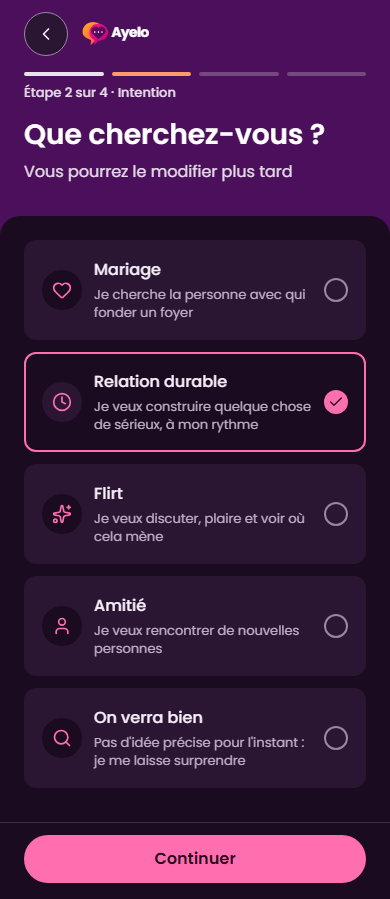 Ayelo
Étape 2 sur 4 · Intention
Que cherchez-vous ?
Vous pourrez le modifier plus tard
Mariage
Je cherche la personne avec qui
fonder un foyer
Relation durable
Je veux construire quelque chose
de sérieux, à mon rythme
Flirt
Je veux discuter, plaire et voir où
cela mène
Amitié
Je veux rencontrer de nouvelles
personnes
On verra bien
Pas d'idée précise pour l'instant :
je me laisse surprendre
Continuer